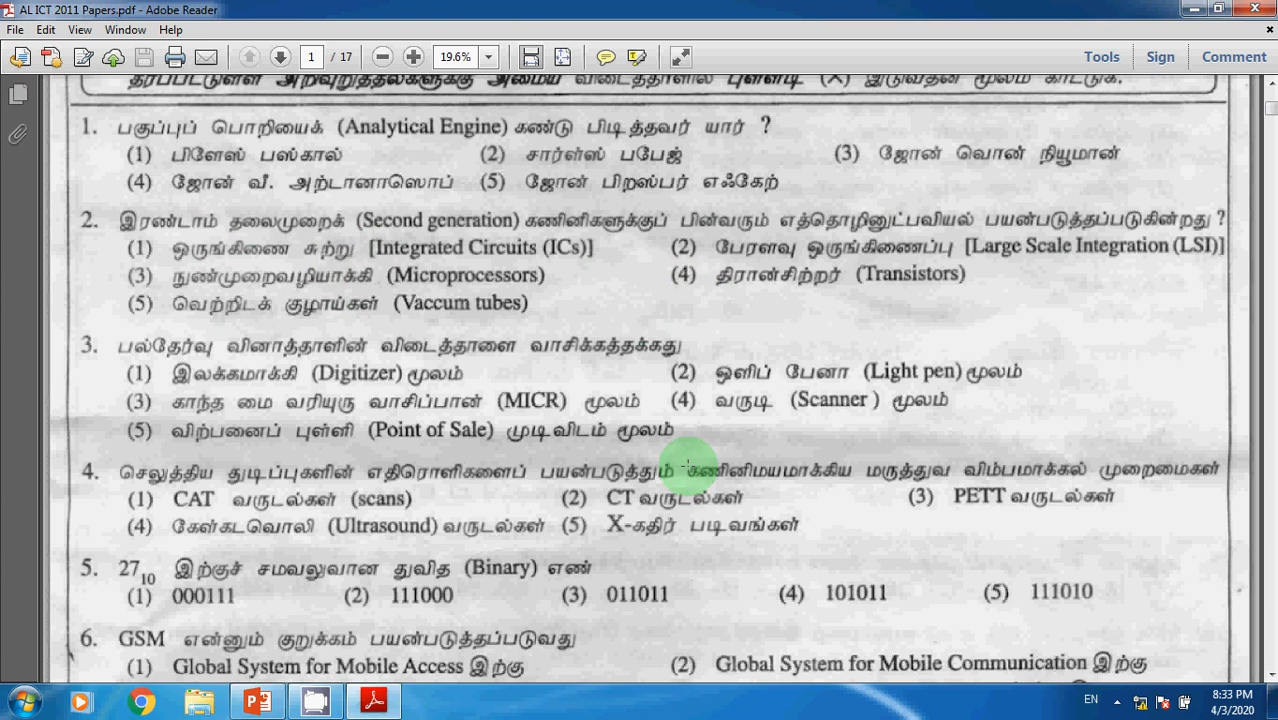 AL ICT 2011 Papers.pdf - Adobe Reader
File Edit View Window Help
1 / 17 19.6% Tools Sign Comment
தரப்பட்டுள்ள அறிவுறுத்தல்களுக்கு அமைய விடைத்தாளில் புள்ளடி (X) இடுவதன் மூலம் காட்டுக.
1. பகுப்புப் பொறியைக் (Analytical Engine) கண்டு பிடித்தவர் யார் ?
(1) பிளேஸ் பஸ்கால் (2) சார்ள்ஸ் பபேஜ் (3) ஜோன் வொன் நியூமான்
(4) ஜோன் வீ. அற்டானாஸொப் (5) ஜோன் பிறஸ்பர் எஃகேற்
2. இரண்டாம் தலைமுறைக் (Second generation) கணினிகளுக்குப் பின்வரும் எத்தொழினுட்பவியல் பயன்படுத்தப்படுகின்றது ?
(1) ஒருங்கிணை சுற்று [Integrated Circuits (ICs)] (2) பேரளவு ஒருங்கிணைப்பு [Large Scale Integration (LSI)]
(3) நுண்முறைவழியாக்கி (Microprocessors) (4) திரான்சிற்றர் (Transistors)
(5) வெற்றிடக் குழாய்கள் (Vaccum tubes)
3. பல்தேர்வு வினாத்தாளின் விடைத்தாளை வாசிக்கத்தக்கது
(1) இலக்கமாக்கி (Digitizer) மூலம் (2) ஒளிப் பேனா (Light pen) மூலம்
(3) காந்த மை வரியுரு வாசிப்பான் (MICR) மூலம் (4) வருடி (Scanner ) மூலம்
(5) விற்பனைப் புள்ளி (Point of Sale) முடிவிடம் மூலம்
4. செலுத்திய துடிப்புகளின் எதிரொளிகளைப் பயன்படுத்தும் கணினிமயமாக்கிய மருத்துவ விம்பமாக்கல் முறைமைகள்
(1) CAT வருடல்கள் (scans) (2) CT வருடல்கள் (3) PETT வருடல்கள்
(4) கேள்கடவொலி (Ultrasound) வருடல்கள் (5) X-கதிர் படிவங்கள்
5. 27₁₀ இற்குச் சமவலுவான துவித (Binary) எண்
(1) 000111 (2) 111000 (3) 011011 (4) 101011 (5) 111010
6. GSM என்னும் குறுக்கம் பயன்படுத்தப்படுவது
(1) Global System for Mobile Access இற்கு (2) Global System for Mobile Communication இற்கு
EN 8:33 PM
4/3/2020